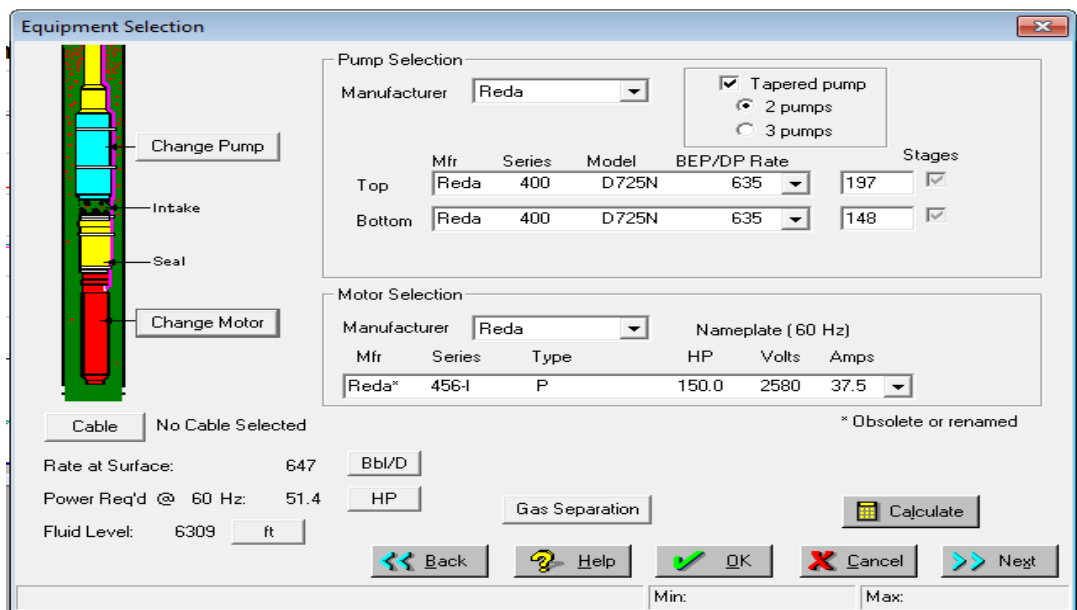 Equipment Selection
Pump Selection
Manufacturer Reda
Tapered pump
2 pumps
3 pumps
Change Pump
Mfr Series Model BEP/DP Rate Stages
Top Reda 400 D725N 635 197
Intake
Bottom Reda 400 D725N 635 148
Seal
Motor Selection
Change Motor
Manufacturer Reda Nameplate (60 Hz)
Mfr Series Type HP Volts Amps
Reda* 456-I P 150.0 2580 37.5
Cable No Cable Selected
* Obsolete or renamed
Rate at Surface: 647 Bbl/D
Power Req'd @ 60 Hz: 51.4 HP
Gas Separation
Calculate
Fluid Level: 6309 ft
Back Help OK Cancel Next
Min: Max: